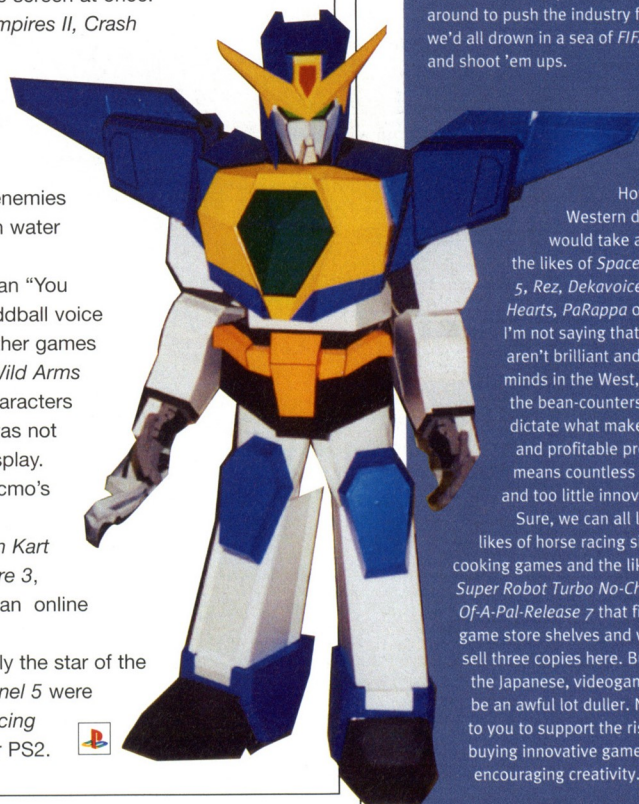 screen at once.
mpires II, Crash
enemies
n water
an “You
ddball voice
her games
Wild Arms
aracters
as not
splay.
cmo's
n Kart
re 3,
an online
ly the star of the
nel 5 were
cing
PS2.
around to push the industry f
we'd all drown in a sea of FIFA
and shoot 'em ups.
Ho
Western d
would take a
the likes of Space
5, Rez, Dekavoice
Hearts, PaRappa o
I'm not saying that
aren't brilliant and
minds in the West,
the bean-counters
dictate what make
and profitable pr
means countless
and too little innov
Sure, we can all l
likes of horse racing si
cooking games and the lik
Super Robot Turbo No-Ch
Of-A-Pal-Release 7 that fi
game store shelves and w
sell three copies here. B
the Japanese, videogan
be an awful lot duller. N
to you to support the ris
buying innovative game
encouraging creativity.